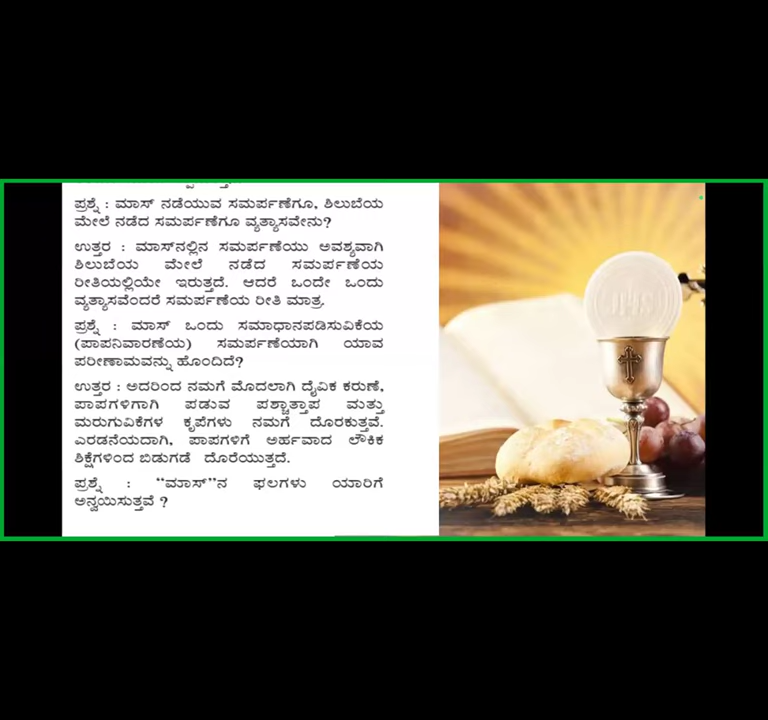 ಪ್ರಶ್ನೆ : ಮಾಸ್ ನಡೆಯುವ ಸಮರ್ಪಣೆಗೂ, ಶಿಲುಬೆಯ
ಮೇಲೆ ನಡೆದ ಸಮರ್ಪಣೆಗೂ ವ್ಯತ್ಯಾಸವೇನು?
ಉತ್ತರ : ಮಾಸ್‌ನಲ್ಲಿನ ಸಮರ್ಪಣೆಯು ಅವಶ್ಯವಾಗಿ
ಶಿಲುಬೆಯ ಮೇಲೆ ನಡೆದ ಸಮರ್ಪಣೆಯ
ರೀತಿಯಲ್ಲಿಯೇ ಇರುತ್ತದೆ. ಆದರೆ ಒಂದೇ ಒಂದು
ವ್ಯತ್ಯಾಸವೆಂದರೆ ಸಮರ್ಪಣೆಯ ರೀತಿ ಮಾತ್ರ.
ಪ್ರಶ್ನೆ : ಮಾಸ್ ಒಂದು ಸಮಾಧಾನಪಡಿಸುವಿಕೆಯ
(ಪಾಪನಿವಾರಣೆಯ) ಸಮರ್ಪಣೆಯಾಗಿ ಯಾವ
ಪರೀಣಾಮವನ್ನು ಹೊಂದಿದೆ?
ಉತ್ತರ : ಅದರಿಂದ ನಮಗೆ ಮೊದಲಾಗಿ ದೈವಿಕ ಕರುಣೆ,
ಪಾಪಗಳಿಗಾಗಿ ಪಡುವ ಪಶ್ಚಾತ್ತಾಪ ಮತ್ತು
ಮರುಗುವಿಕೆಗಳ ಕೃಪೆಗಳು ನಮಗೆ ದೊರಕುತ್ತವೆ.
ಎರಡನೆಯದಾಗಿ, ಪಾಪಗಳಿಗೆ ಅರ್ಹವಾದ ಲೌಕಿಕ
ಶಿಕ್ಷೆಗಳಿಂದ ಬಿಡುಗಡೆ ದೊರೆಯುತ್ತದೆ.
ಪ್ರಶ್ನೆ : “ಮಾಸ್”ನ ಫಲಗಳು ಯಾರಿಗೆ
ಅನ್ವಯಿಸುತ್ತವೆ ?
IHS